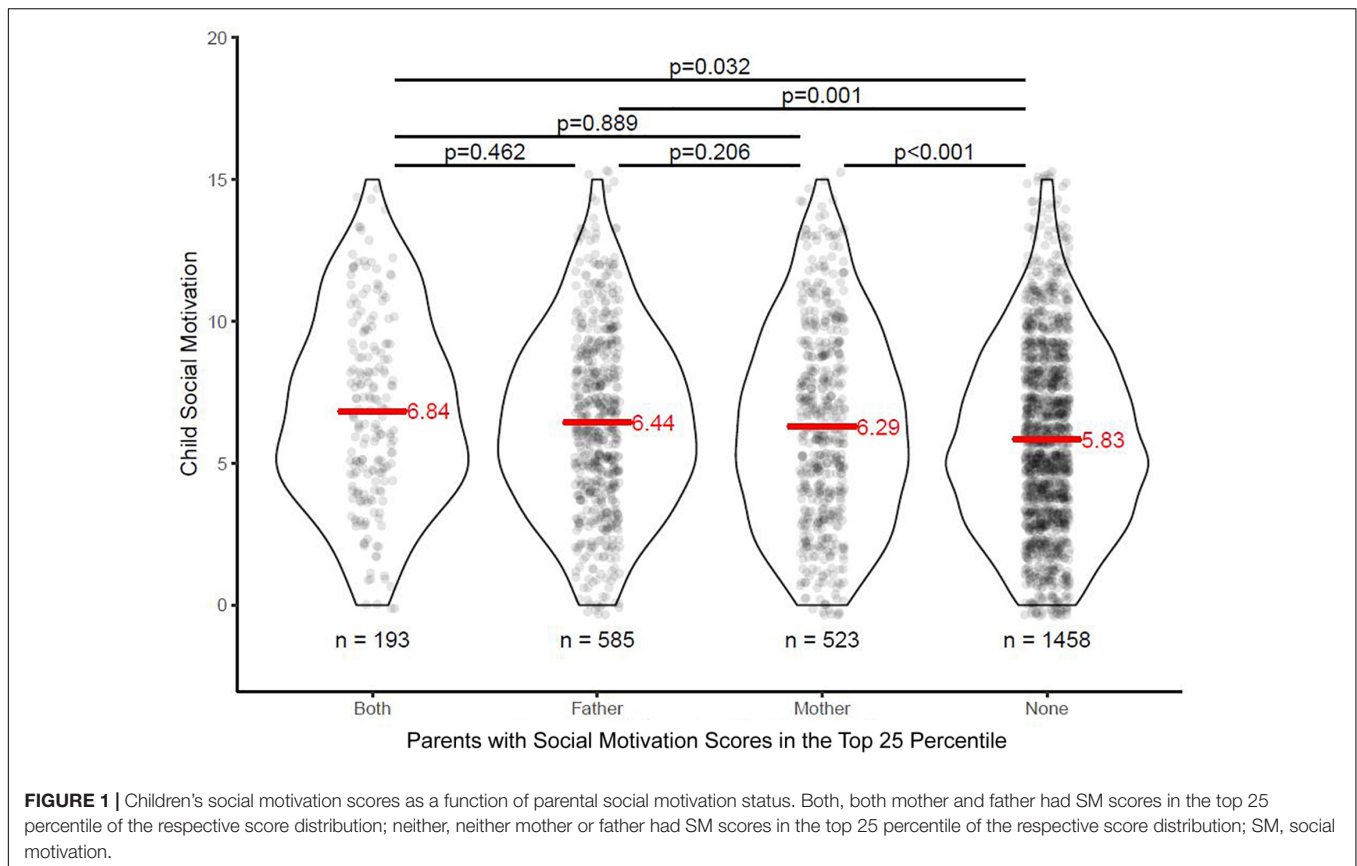 20
p=0.032
p=0.001
p=0.889
p=0.462 p=0.206 p<0.001
15
10
Child Social Motivation
6.84 6.44 6.29 5.83
5
0
n = 193 n = 585 n = 523 n = 1458
Both Father Mother None
Parents with Social Motivation Scores in the Top 25 Percentile
FIGURE 1 | Children's social motivation scores as a function of parental social motivation status. Both, both mother and father had SM scores in the top 25
percentile of the respective score distribution; neither, neither mother or father had SM scores in the top 25 percentile of the respective score distribution; SM, social
motivation.